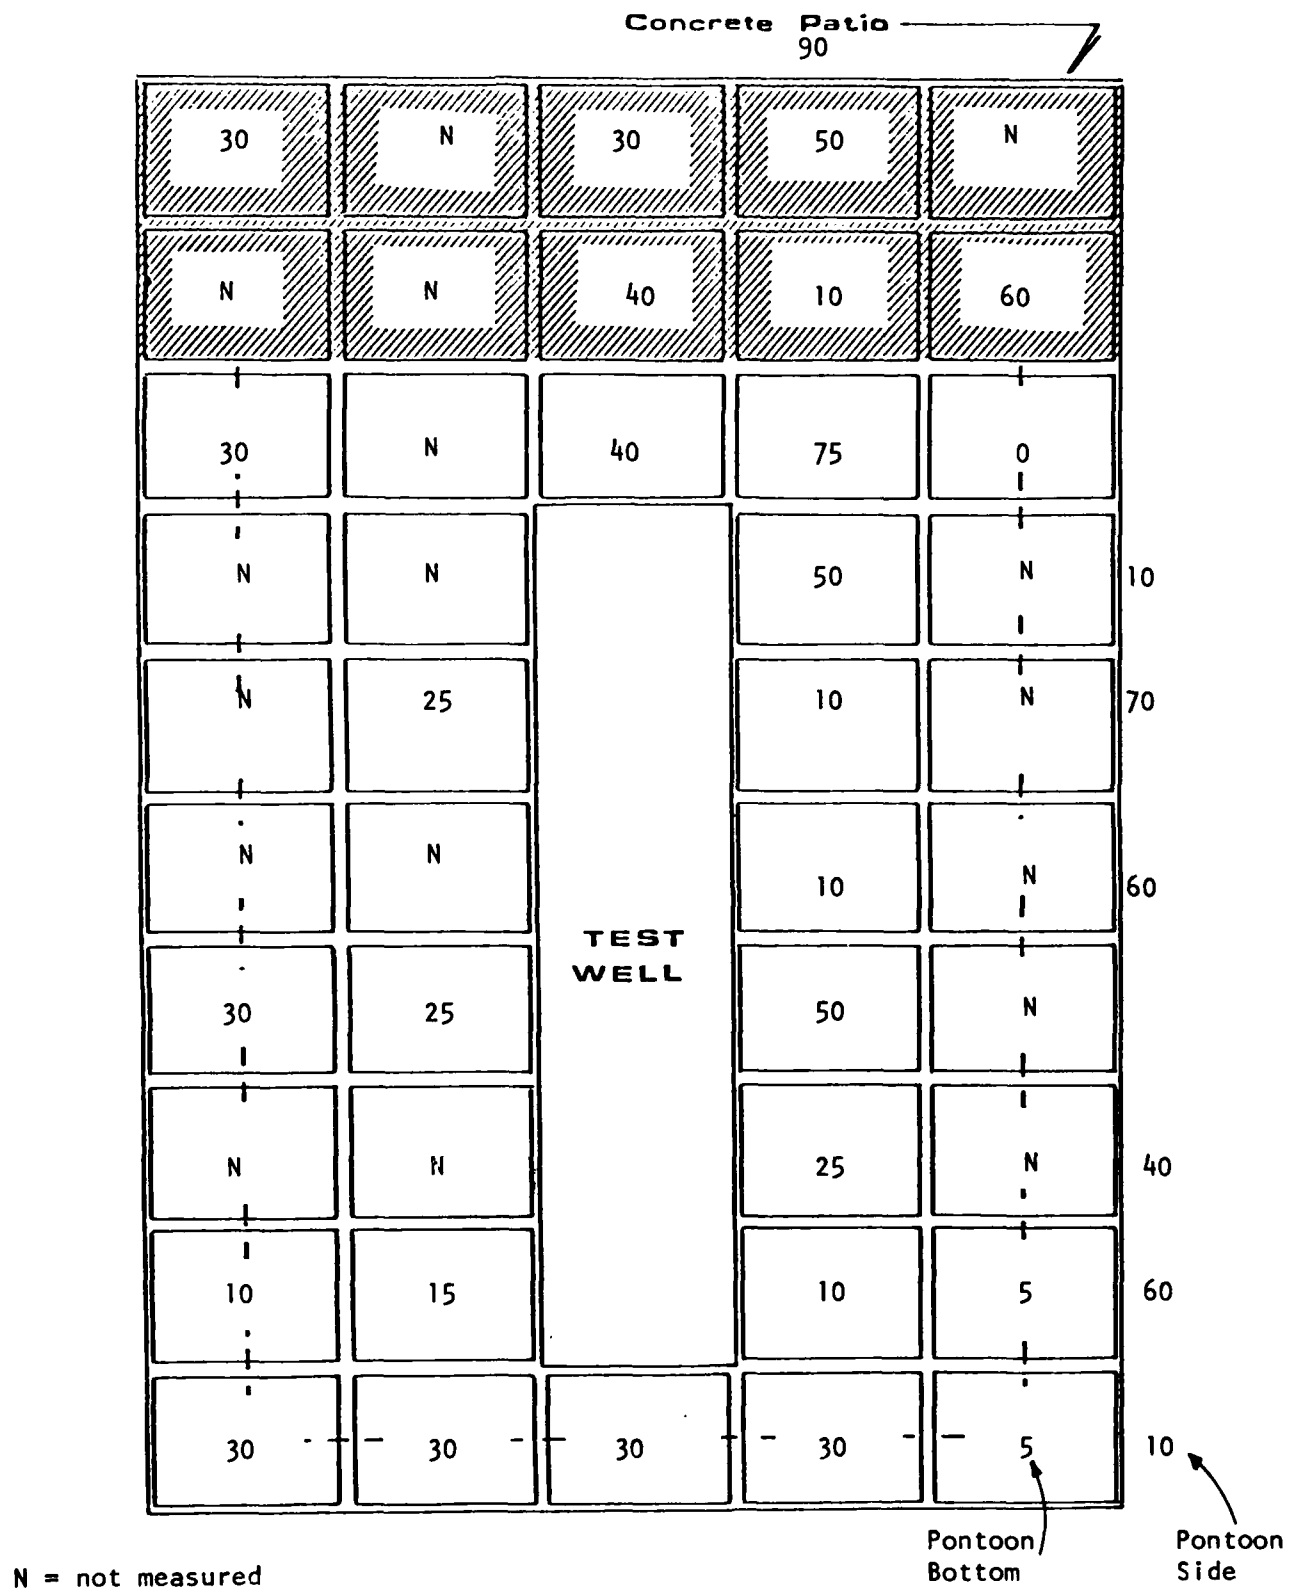 Concrete Patio
90
30 N 30 50 N
N N 40 10 60
30 N 40 75 0
N N 50 N 10
N 25 10 N 70
N N 10 N 60
TEST
WELL
30 25 50 N
N N 25 N 40
10 15 10 5 60
30 30 30 30 5 10
Pontoon
Bottom
Pontoon
Side
N = not measured